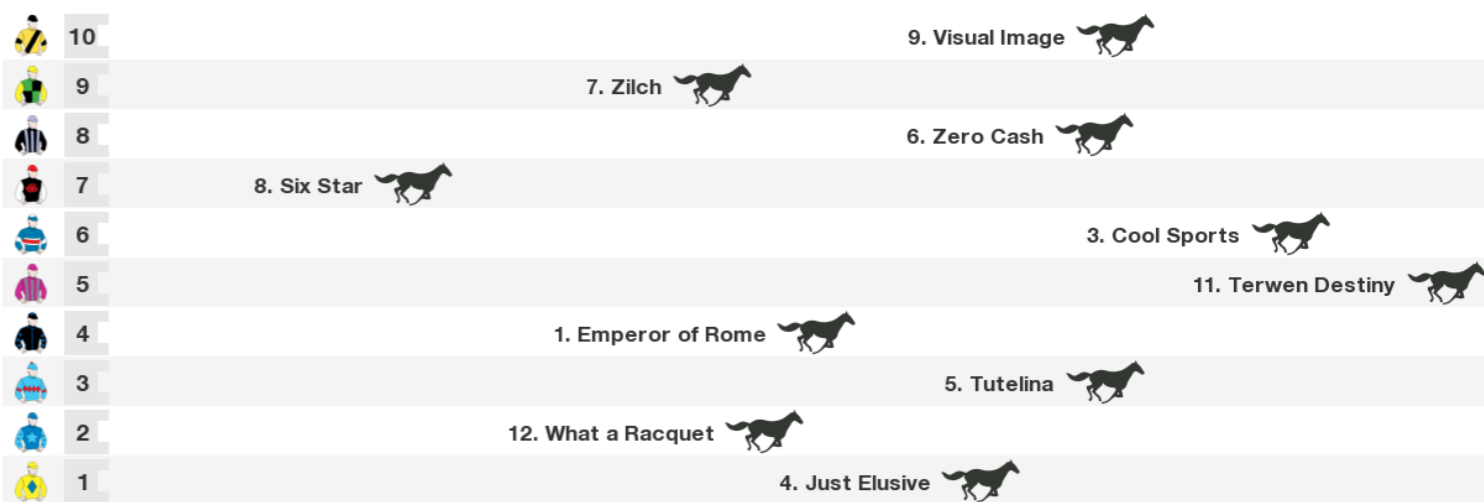 10 9. Visual Image
9 7. Zilch
8 6. Zero Cash
7 8. Six Star
6 3. Cool Sports
5 11. Terwen Destiny
4 1. Emperor of Rome
3 5. Tutelina
2 12. What a Racquet
1 4. Just Elusive